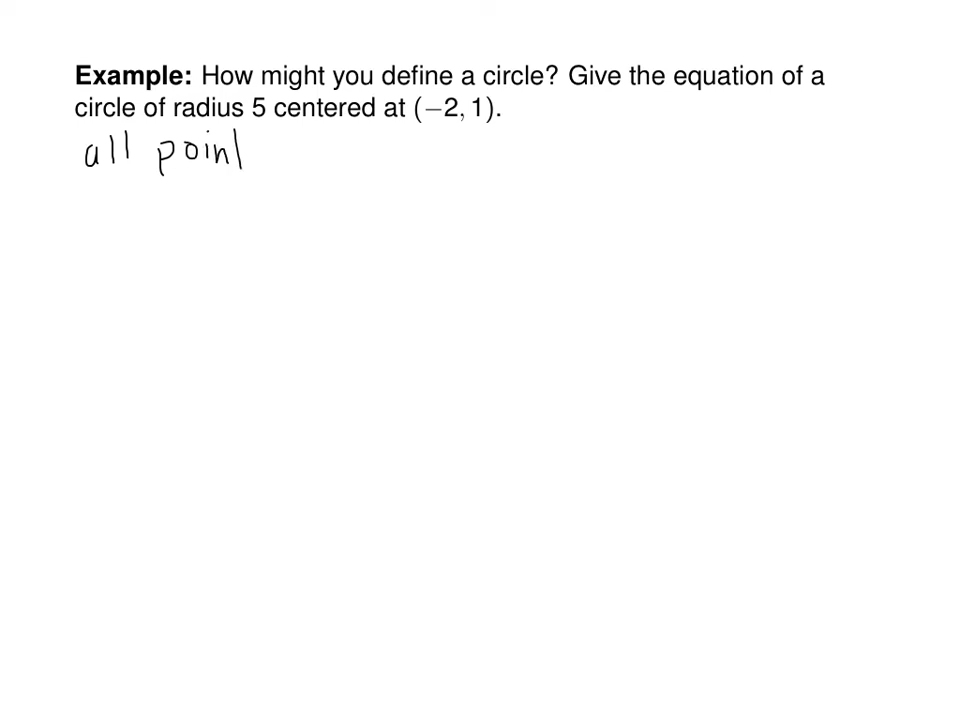 Example: How might you define a circle? Give the equation of a
circle of radius 5 centered at (−2, 1).
all poin